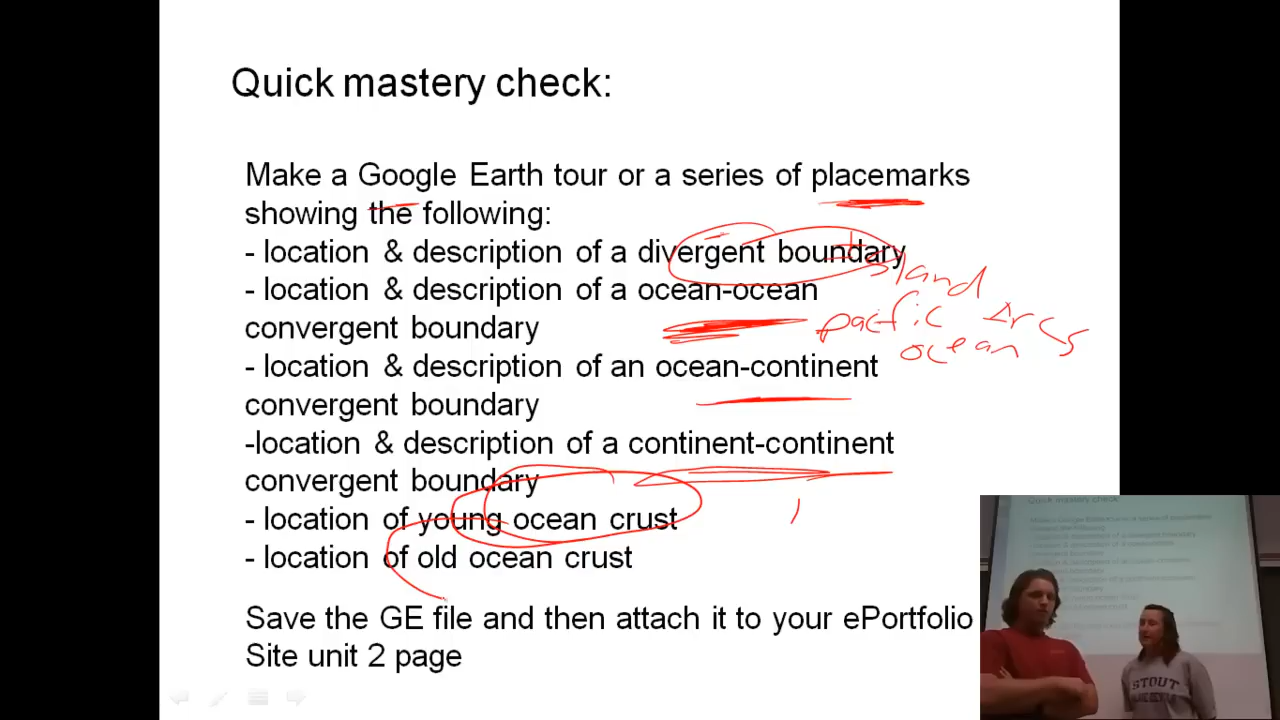 Quick mastery check:
Make a Google Earth tour or a series of placemarks
showing the following:
- location & description of a divergent boundary
- location & description of a ocean-ocean
convergent boundary
- location & description of an ocean-continent
convergent boundary
-location & description of a continent-continent
convergent boundary
- location of young ocean crust
- location of old ocean crust
Save the GE file and then attach it to your ePortfolio
Site unit 2 page
Island
pacific Arcs
ocean
Quick mastery check:
STOUT